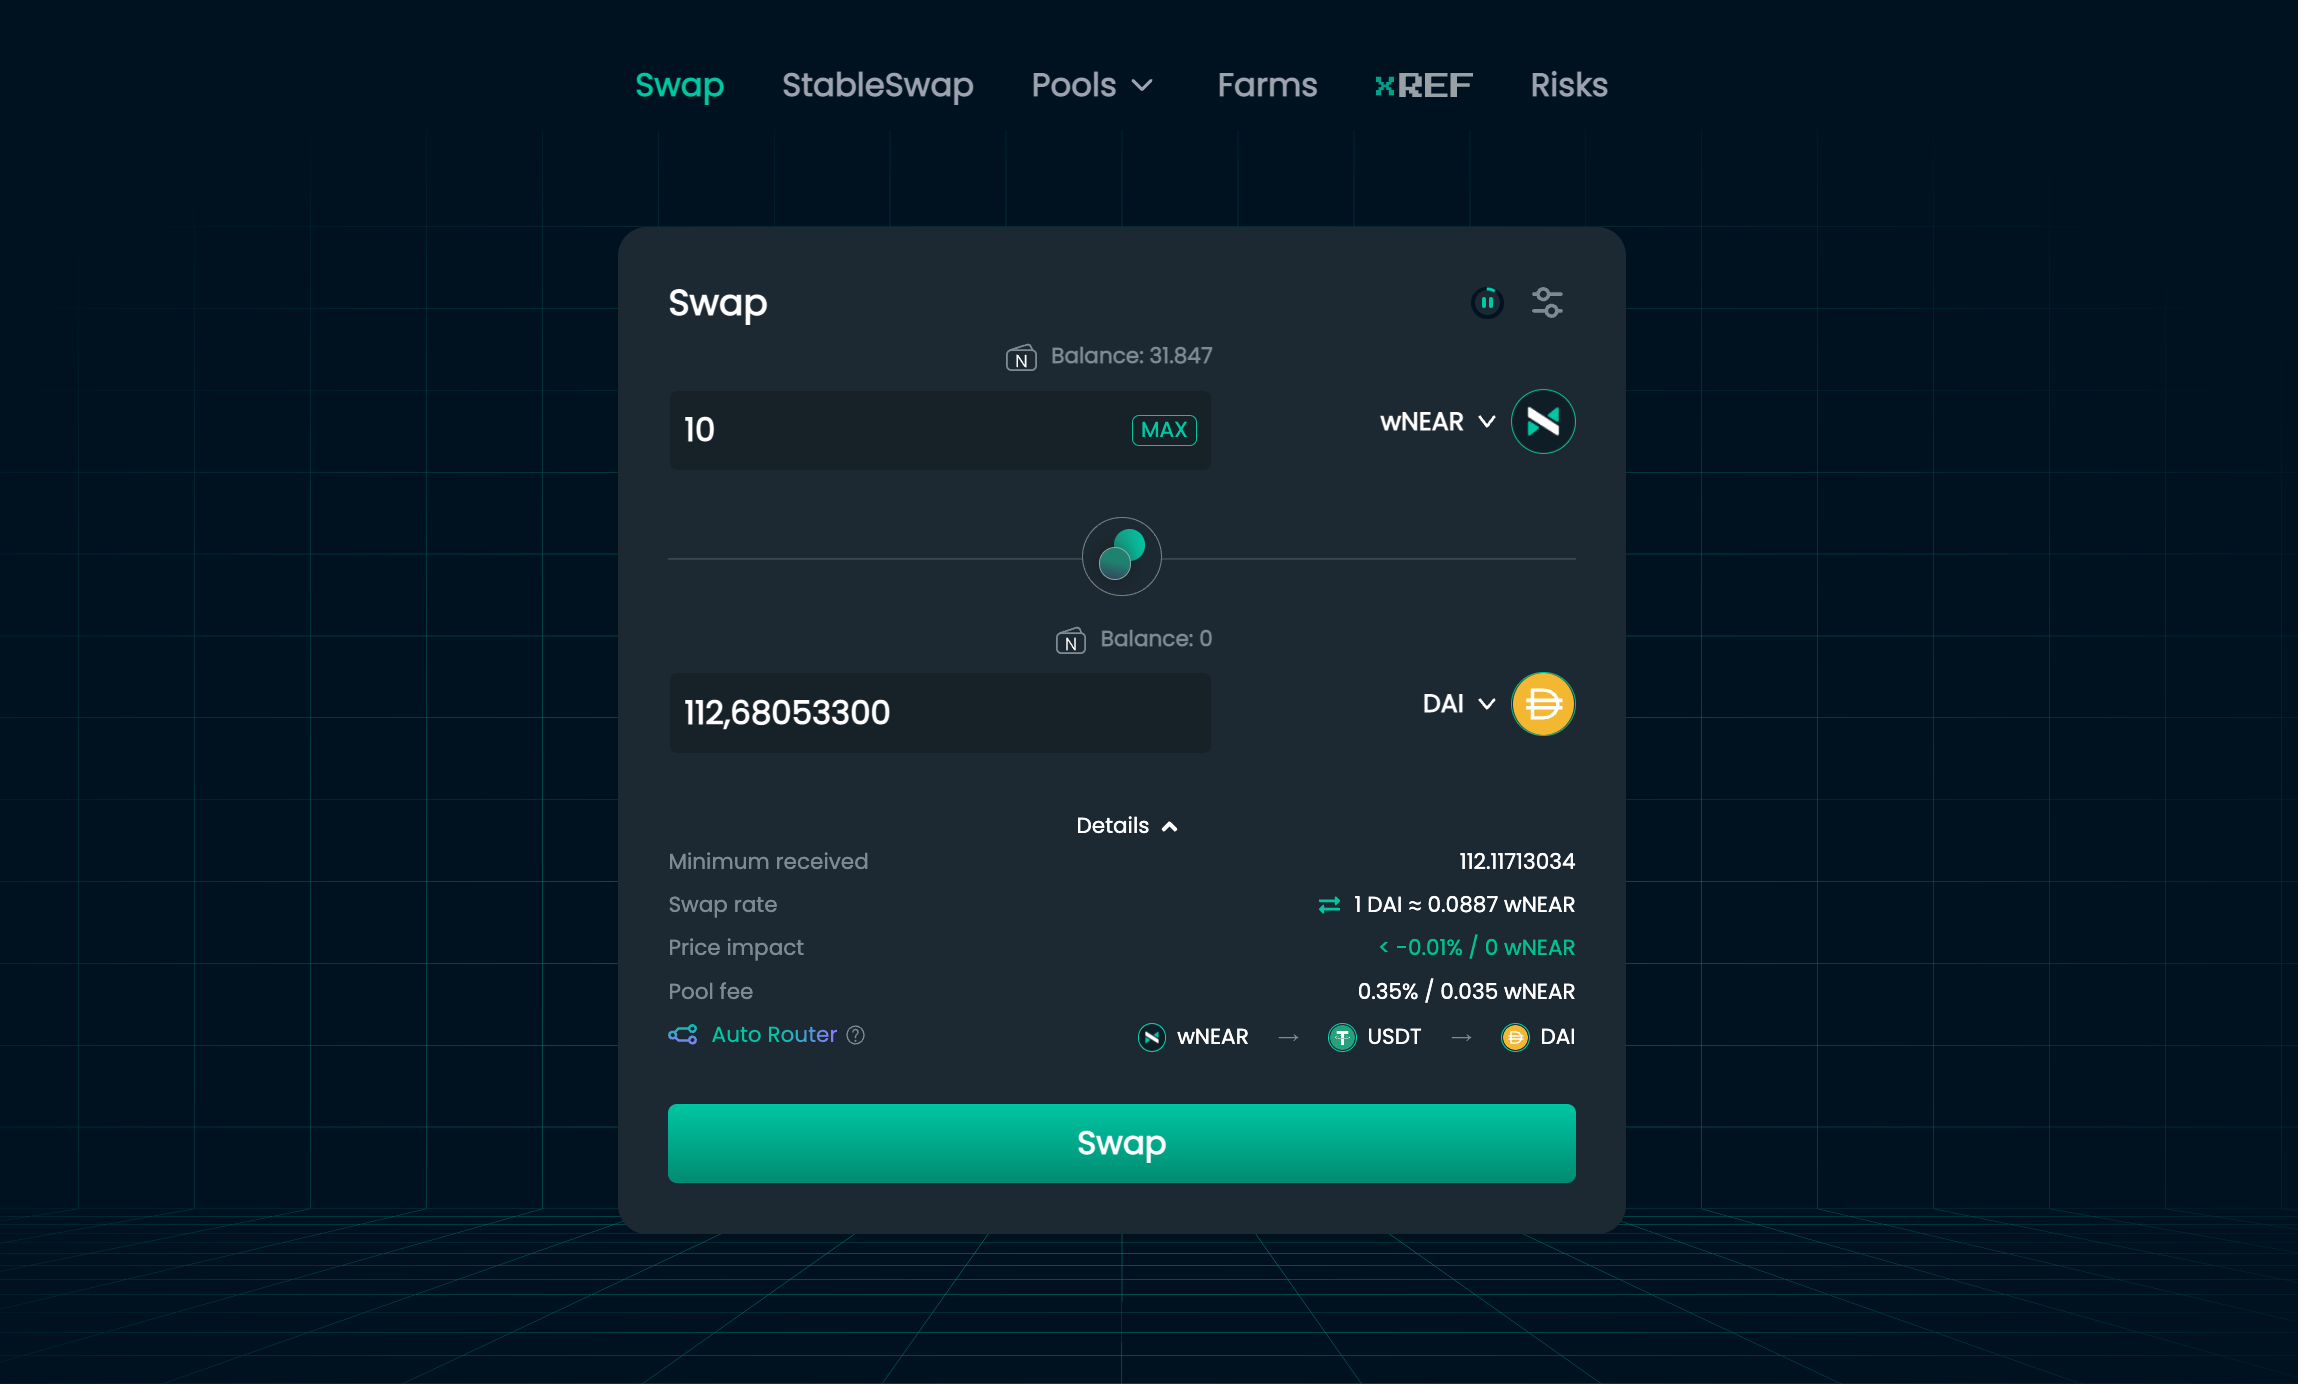 Swap StableSwap Pools Farms xREF Risks
Swap
N Balance: 31.847
10 MAX wNEAR
N Balance: 0
112,68053300 DAI
Details
Minimum received 112.11713034
Swap rate 1 DAI ≈ 0.0887 wNEAR
Price impact < -0.01% / 0 wNEAR
Pool fee 0.35% / 0.035 wNEAR
Auto Router ? wNEAR → USDT → DAI
Swap